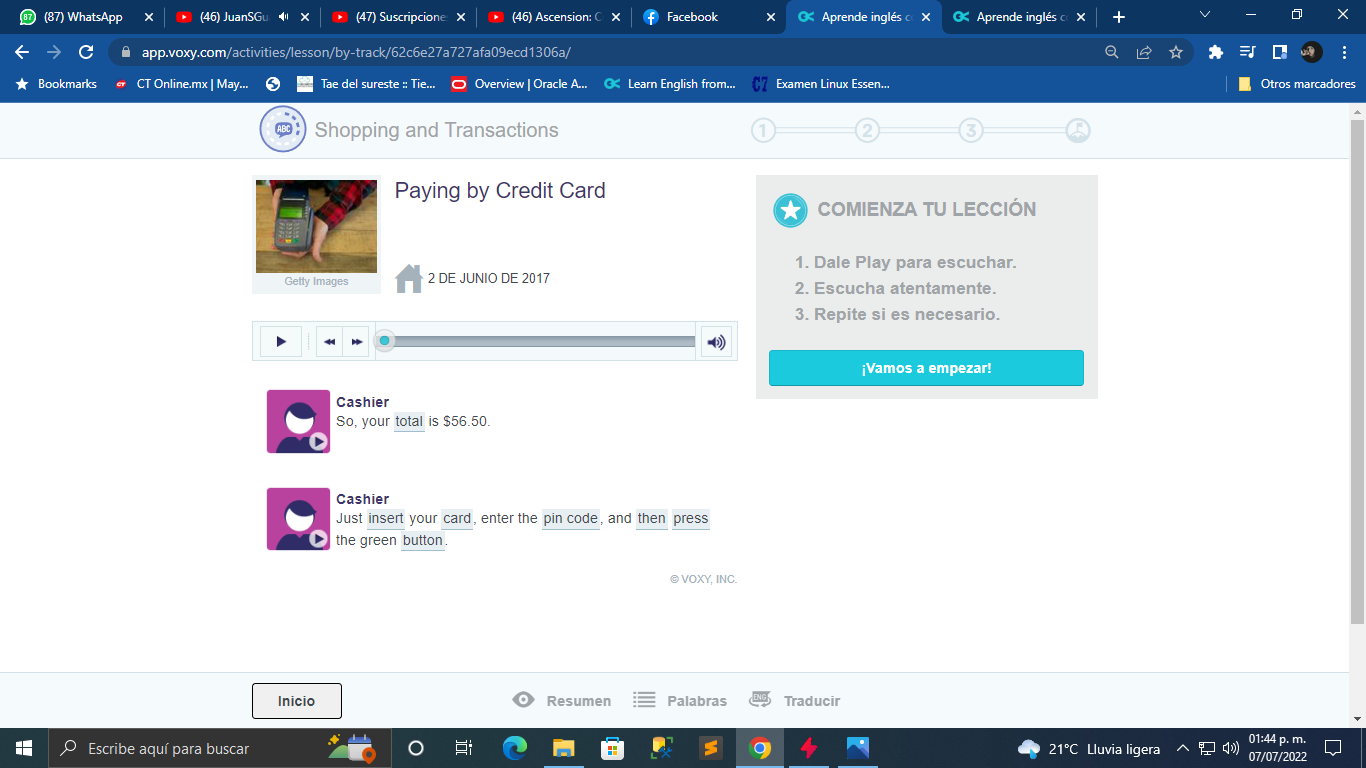 (87) WhatsApp
(46) JuanSGu
(47) Suscripcione
(46) Ascension: C
Facebook
Aprende inglés c
Aprende inglés c
app.voxy.com/activities/lesson/by-track/62c6e27a727afa09ecd1306a/
Bookmarks
CT Online.mx | May...
Tae del sureste :: Tie...
Overview | Oracle A...
Learn English from...
Examen Linux Essen...
Otros marcadores
ABC
Shopping and Transactions
1
2
3
Paying by Credit Card
Getty Images
2 DE JUNIO DE 2017
COMIENZA TU LECCIÓN
1. Dale Play para escuchar.
2. Escucha atentamente.
3. Repite si es necesario.
¡Vamos a empezar!
Cashier
So, your total is $56.50.
Cashier
Just insert your card, enter the pin code, and then press
the green button.
© VOXY, INC.
Inicio
Resumen
Palabras
ENG
Traducir
Escribe aquí para buscar
21°C Lluvia ligera
01:44 p. m.
07/07/2022